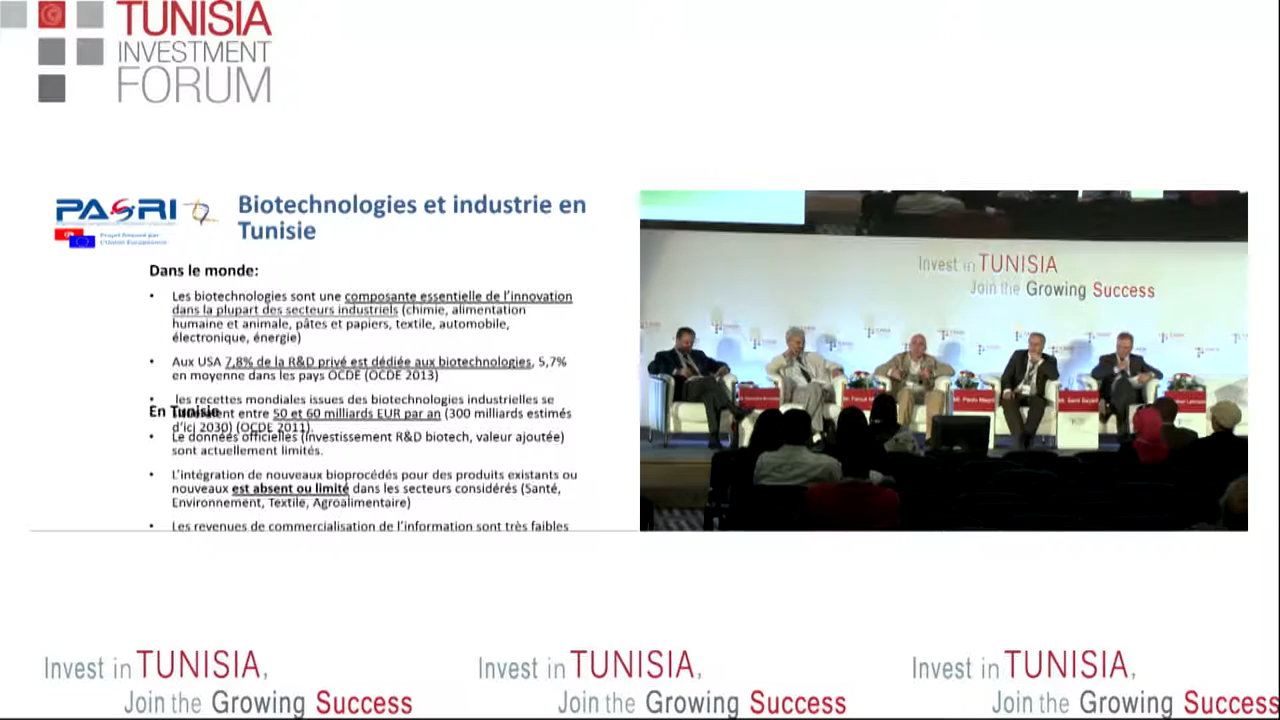 TUNISIA
INVESTMENT
FORUM
PASRI
Projet financé par
L'Union Européenne
Biotechnologies et industrie en
Tunisie
Dans le monde:
• Les biotechnologies sont une composante essentielle de l'innovation
dans la plupart des secteurs industriels (chimie, alimentation
humaine et animale, pâtes et papiers, textile, automobile,
électronique, énergie)
• Aux USA 7,8% de la R&D privé est dédiée aux biotechnologies, 5,7%
en moyenne dans les pays OCDE (OCDE 2013)
• les recettes mondiales issues des biotechnologies industrielles se
entre 50 et 60 milliards EUR par an (300 milliards estimés
d'ici 2030) (OCDE 2011).
En Tunisie
• Le données officielles (investissement R&D biotech, valeur ajoutée)
sont actuellement limités.
• L'intégration de nouveaux bioprocédés pour des produits existants ou
nouveaux est absent ou limité dans les secteurs considérés (Santé,
Environnement, Textile, Agroalimentaire)
• Les revenues de commercialisation de l'information sont très faibles
Invest in TUNISIA
Join the Growing Success
Invest in TUNISIA,
Join the Growing Success
Invest in TUNISIA,
Join the Growing Success
Invest in TUNISIA,
Join the Growing Success